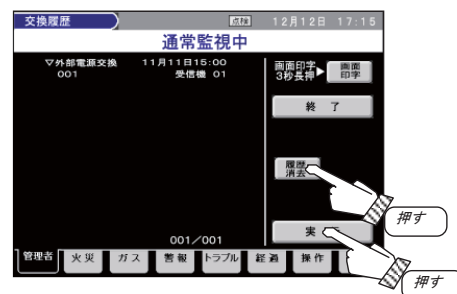 交換履歴 点検 12月12日 17:15
通常監視中
▽外部電源交換 11月11日15:00
001 受信機 01
画面印字 3秒長押▶
画面 印字
終 了
履歴 消去
001/001
実
押す
管理者 火災 ガス 警報 トラブル 経過 操作
押す